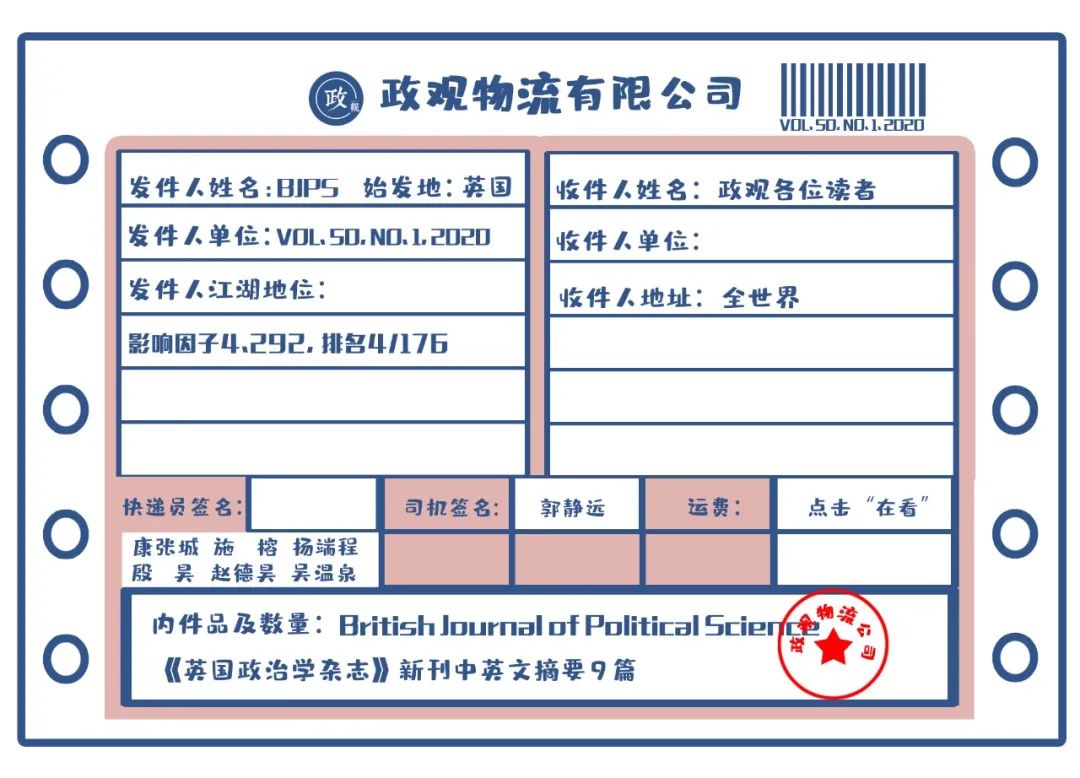 政观
政观物流有限公司
VOL.50,NO.1,2020
发件人姓名:BJPS 始发地：英国
发件人单位:VOL.50,NO.1,2020
发件人江湖地位：
影响因子4.292，排名4/176
收件人姓名：政观各位读者
收件人单位：
收件人地址：全世界
快递员签名：
康张城 施 榕 扬端程
殷 昊 赵德昊 吴温泉
司机签名：
郭静远
运费：
点击“在看”
内件品及数量：British Journal of Political Science
《英国政治学杂志》新刊中英文摘要9篇
政观物流公司